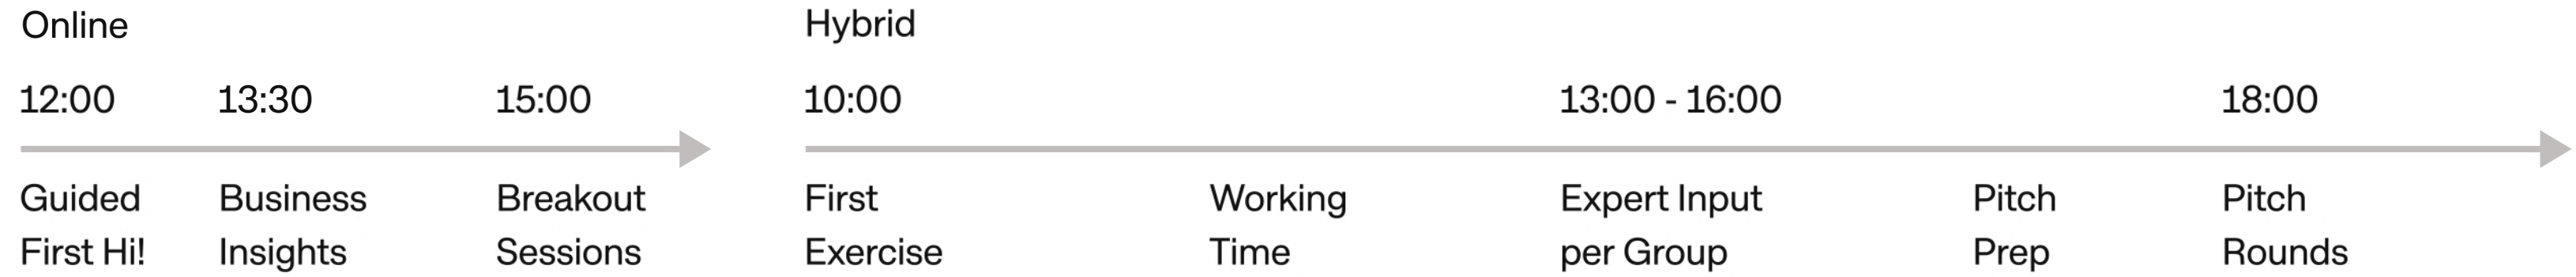 Online
12:00 13:30 15:00
Guided Business Breakout
First Hi! Insights Sessions
Hybrid
10:00 13:00 - 16:00 18:00
First Working Expert Input Pitch Pitch
Exercise Time per Group Prep Rounds